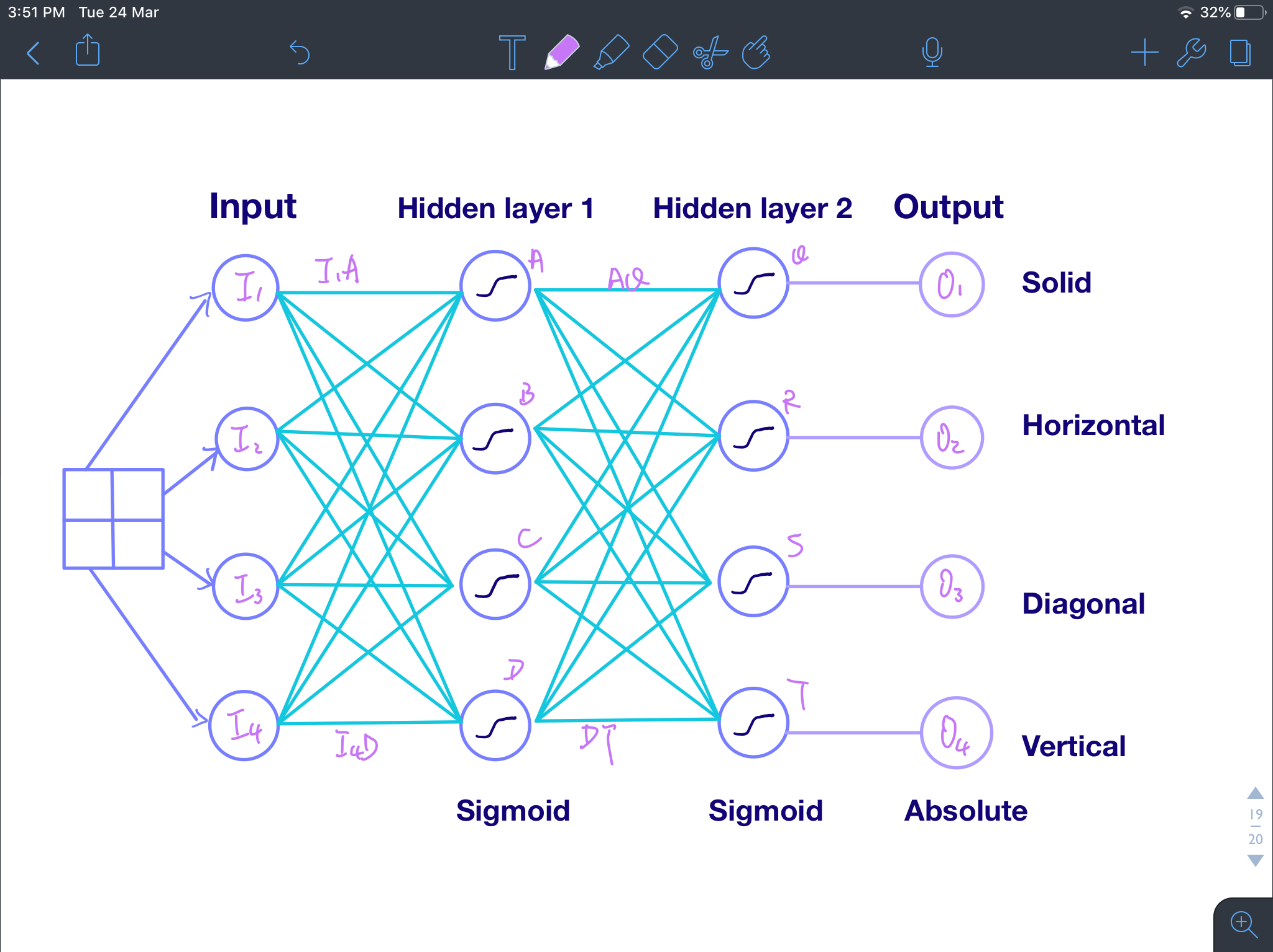 3:51 PM Tue 24 Mar 32%
T
Input Hidden layer 1 Hidden layer 2 Output
I1 I1A A AQ Q O1 Solid
I2 B R O2 Horizontal
I3 C S O3 Diagonal
I4 I4D D DT T O4 Vertical
Sigmoid Sigmoid Absolute
19
20